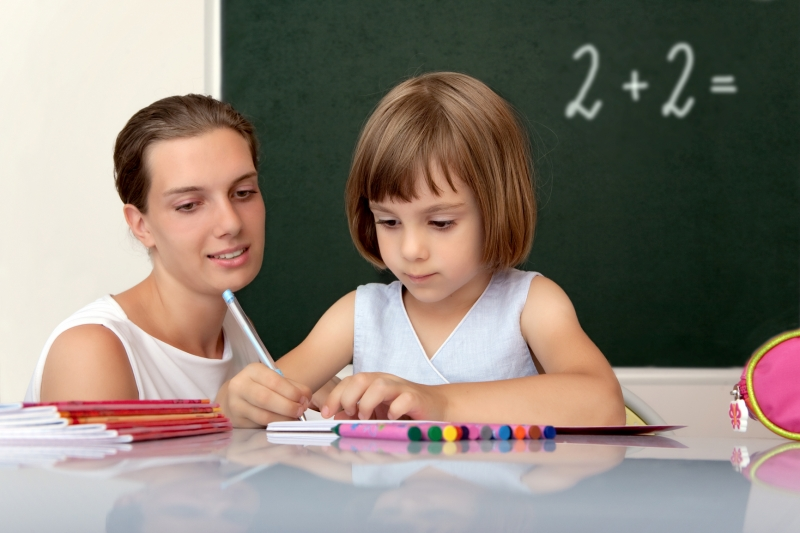 2 + 2 =